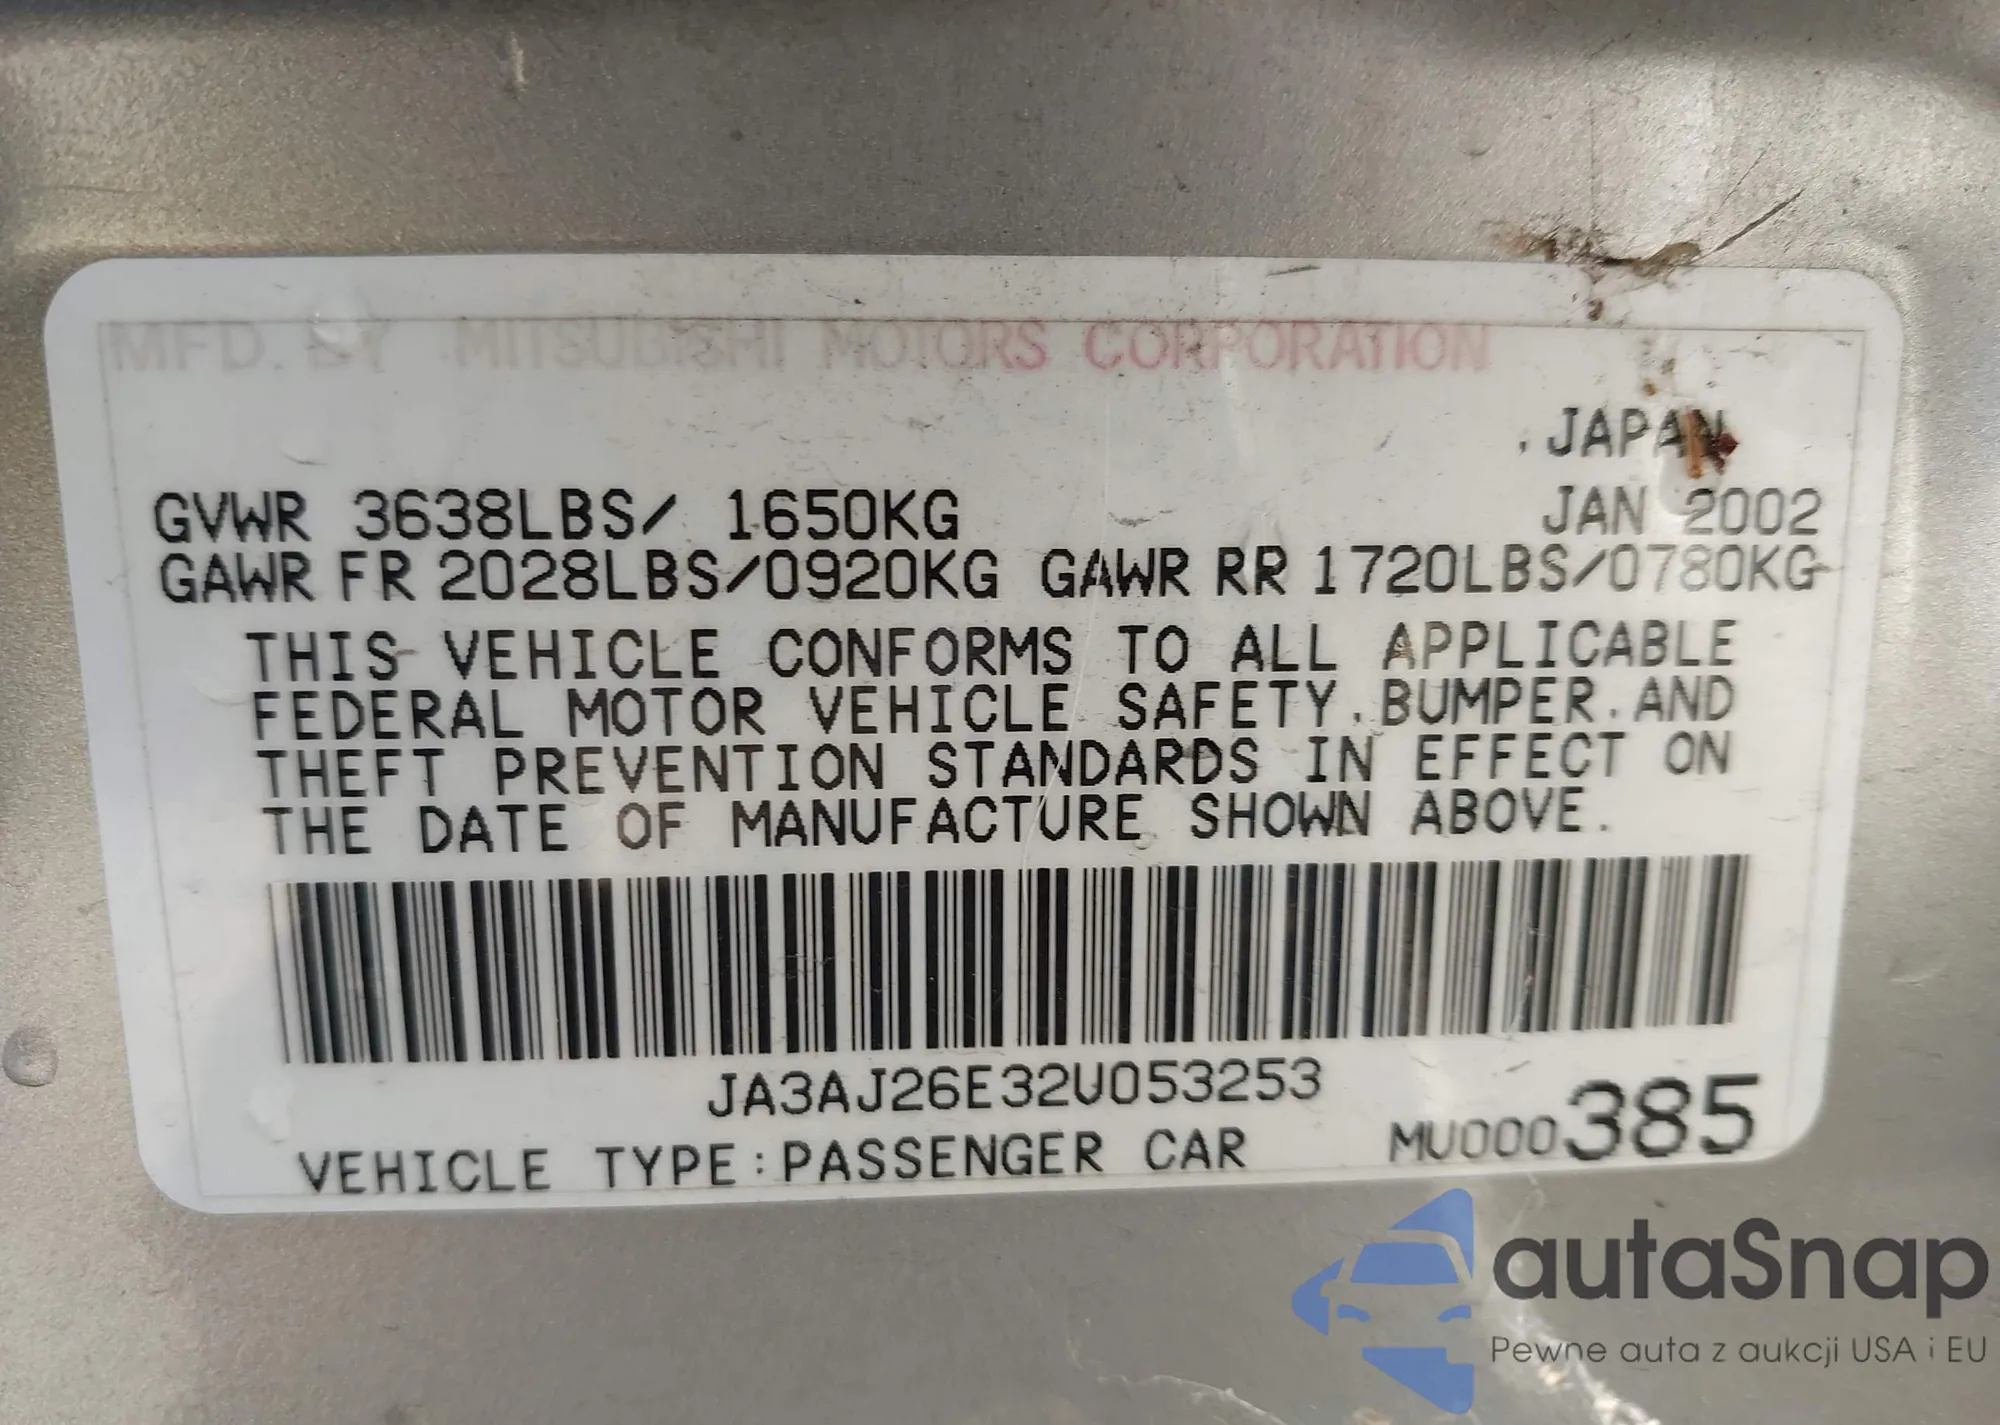 MFD. BY MITSUBISHI MOTORS CORPORATION
JAPAN
GVWR 3638LBS/ 1650KG JAN 2002
GAWR FR 2028LBS/0920KG GAWR RR 1720LBS/0780KG
THIS VEHICLE CONFORMS TO ALL APPLICABLE
FEDERAL MOTOR VEHICLE SAFETY, BUMPER, AND
THEFT PREVENTION STANDARDS IN EFFECT ON
THE DATE OF MANUFACTURE SHOWN ABOVE.
JA3AJ26E32U053253
VEHICLE TYPE:PASSENGER CAR MU000385
autaSnap
Pewne auta z aukcji USA i EU